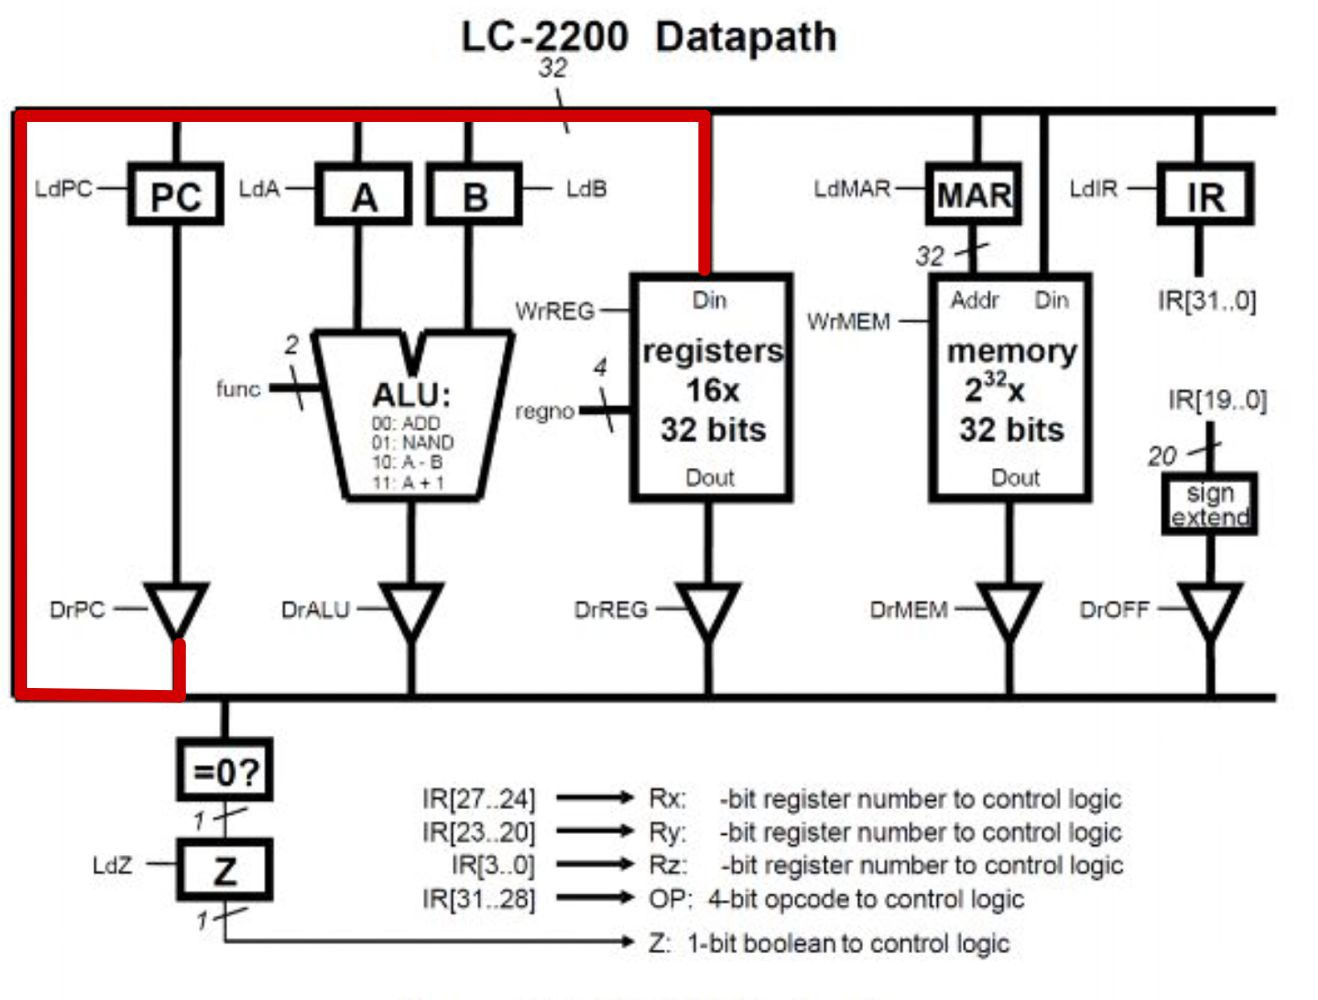 LC-2200 Datapath
32
LdPC
PC
LdA
A
B
LdB
LdMAR
MAR
LdIR
IR
32
WrREG
Din
registers
16x
32 bits
Dout
4
regno
WrMEM
Addr Din
memory
2³²x
32 bits
Dout
IR[31..0]
2
func
ALU:
00: ADD
01: NAND
10: A - B
11: A + 1
IR[19..0]
20
sign
extend
DrPC
DrALU
DrREG
DrMEM
DrOFF
=0?
1
LdZ
Z
1
IR[27..24] Rx: -bit register number to control logic
IR[23..20] Ry: -bit register number to control logic
IR[3..0] Rz: -bit register number to control logic
IR[31..28] OP: 4-bit opcode to control logic
Z: 1-bit boolean to control logic